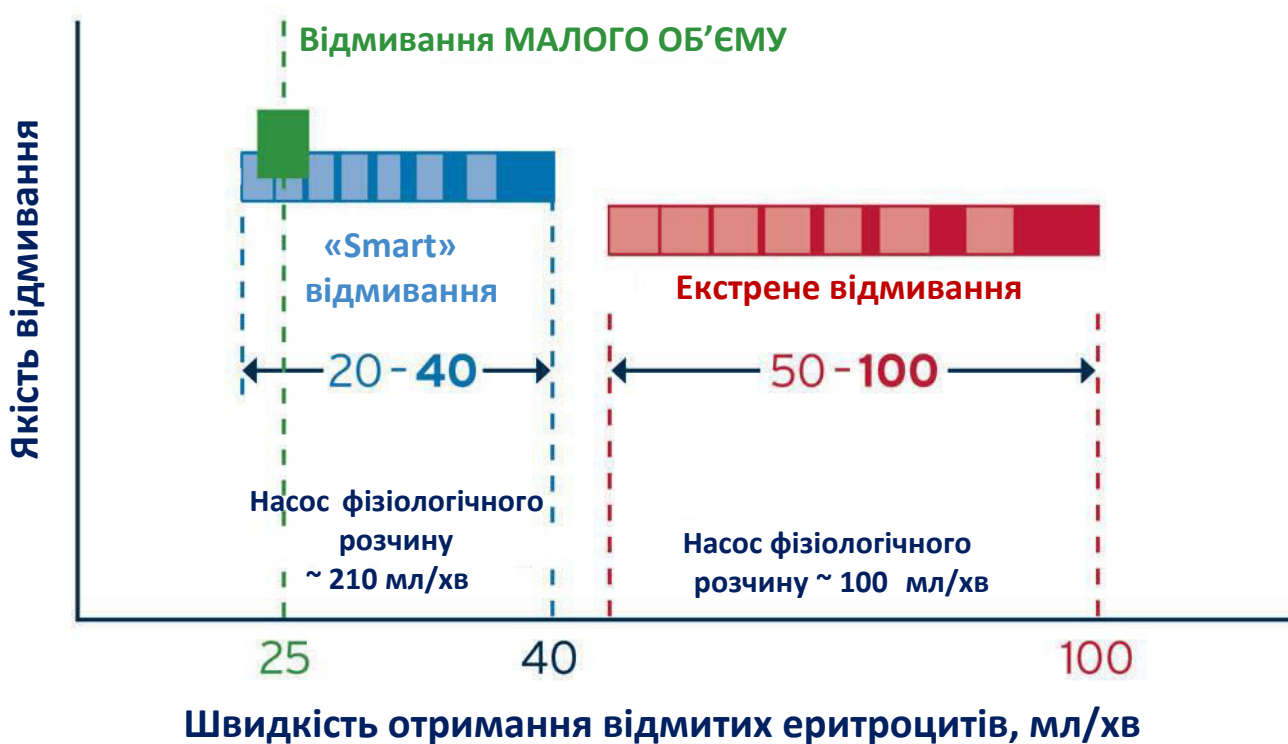 Відмивання МАЛОГО ОБ’ЄМУ
Якість відмивання
«Smart»
відмивання
Екстрене відмивання
20 - 40
50 - 100
Насос фізіологічного
розчину
~ 210 мл/хв
Насос фізіологічного
розчину ~ 100 мл/хв
25
40
100
Швидкість отримання відмитих еритроцитів, мл/хв